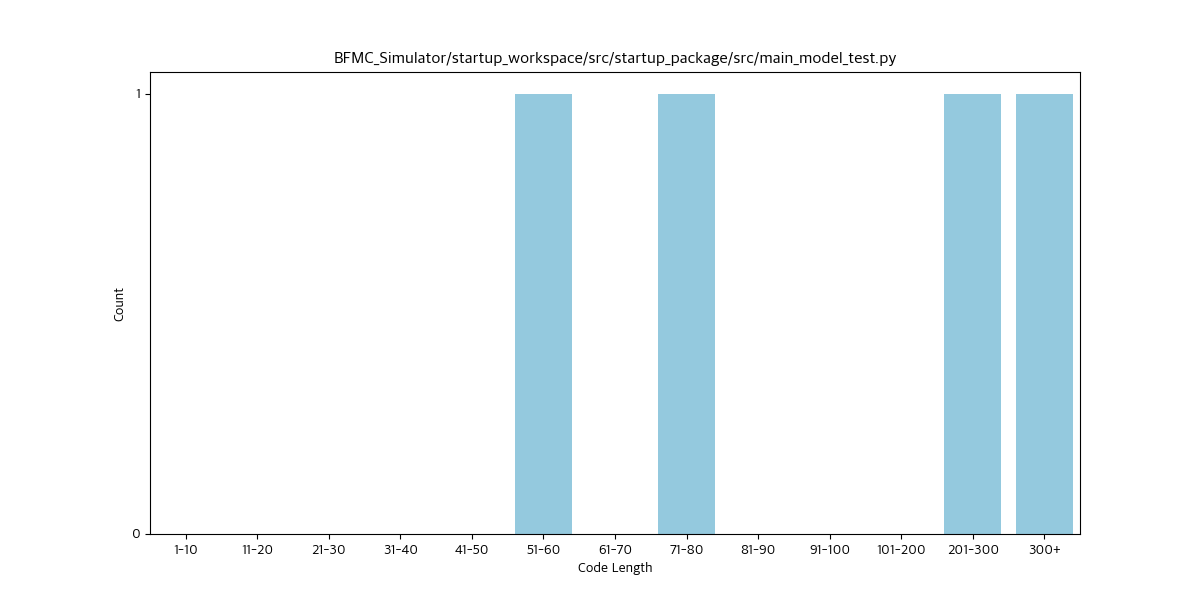 BFMC_Simulator/startup_workspace/src/startup_package/src/main_model_test.py
1
Count
0
1-10 11-20 21-30 31-40 41-50 51-60 61-70 71-80 81-90 91-100 101-200 201-300 300+
Code Length